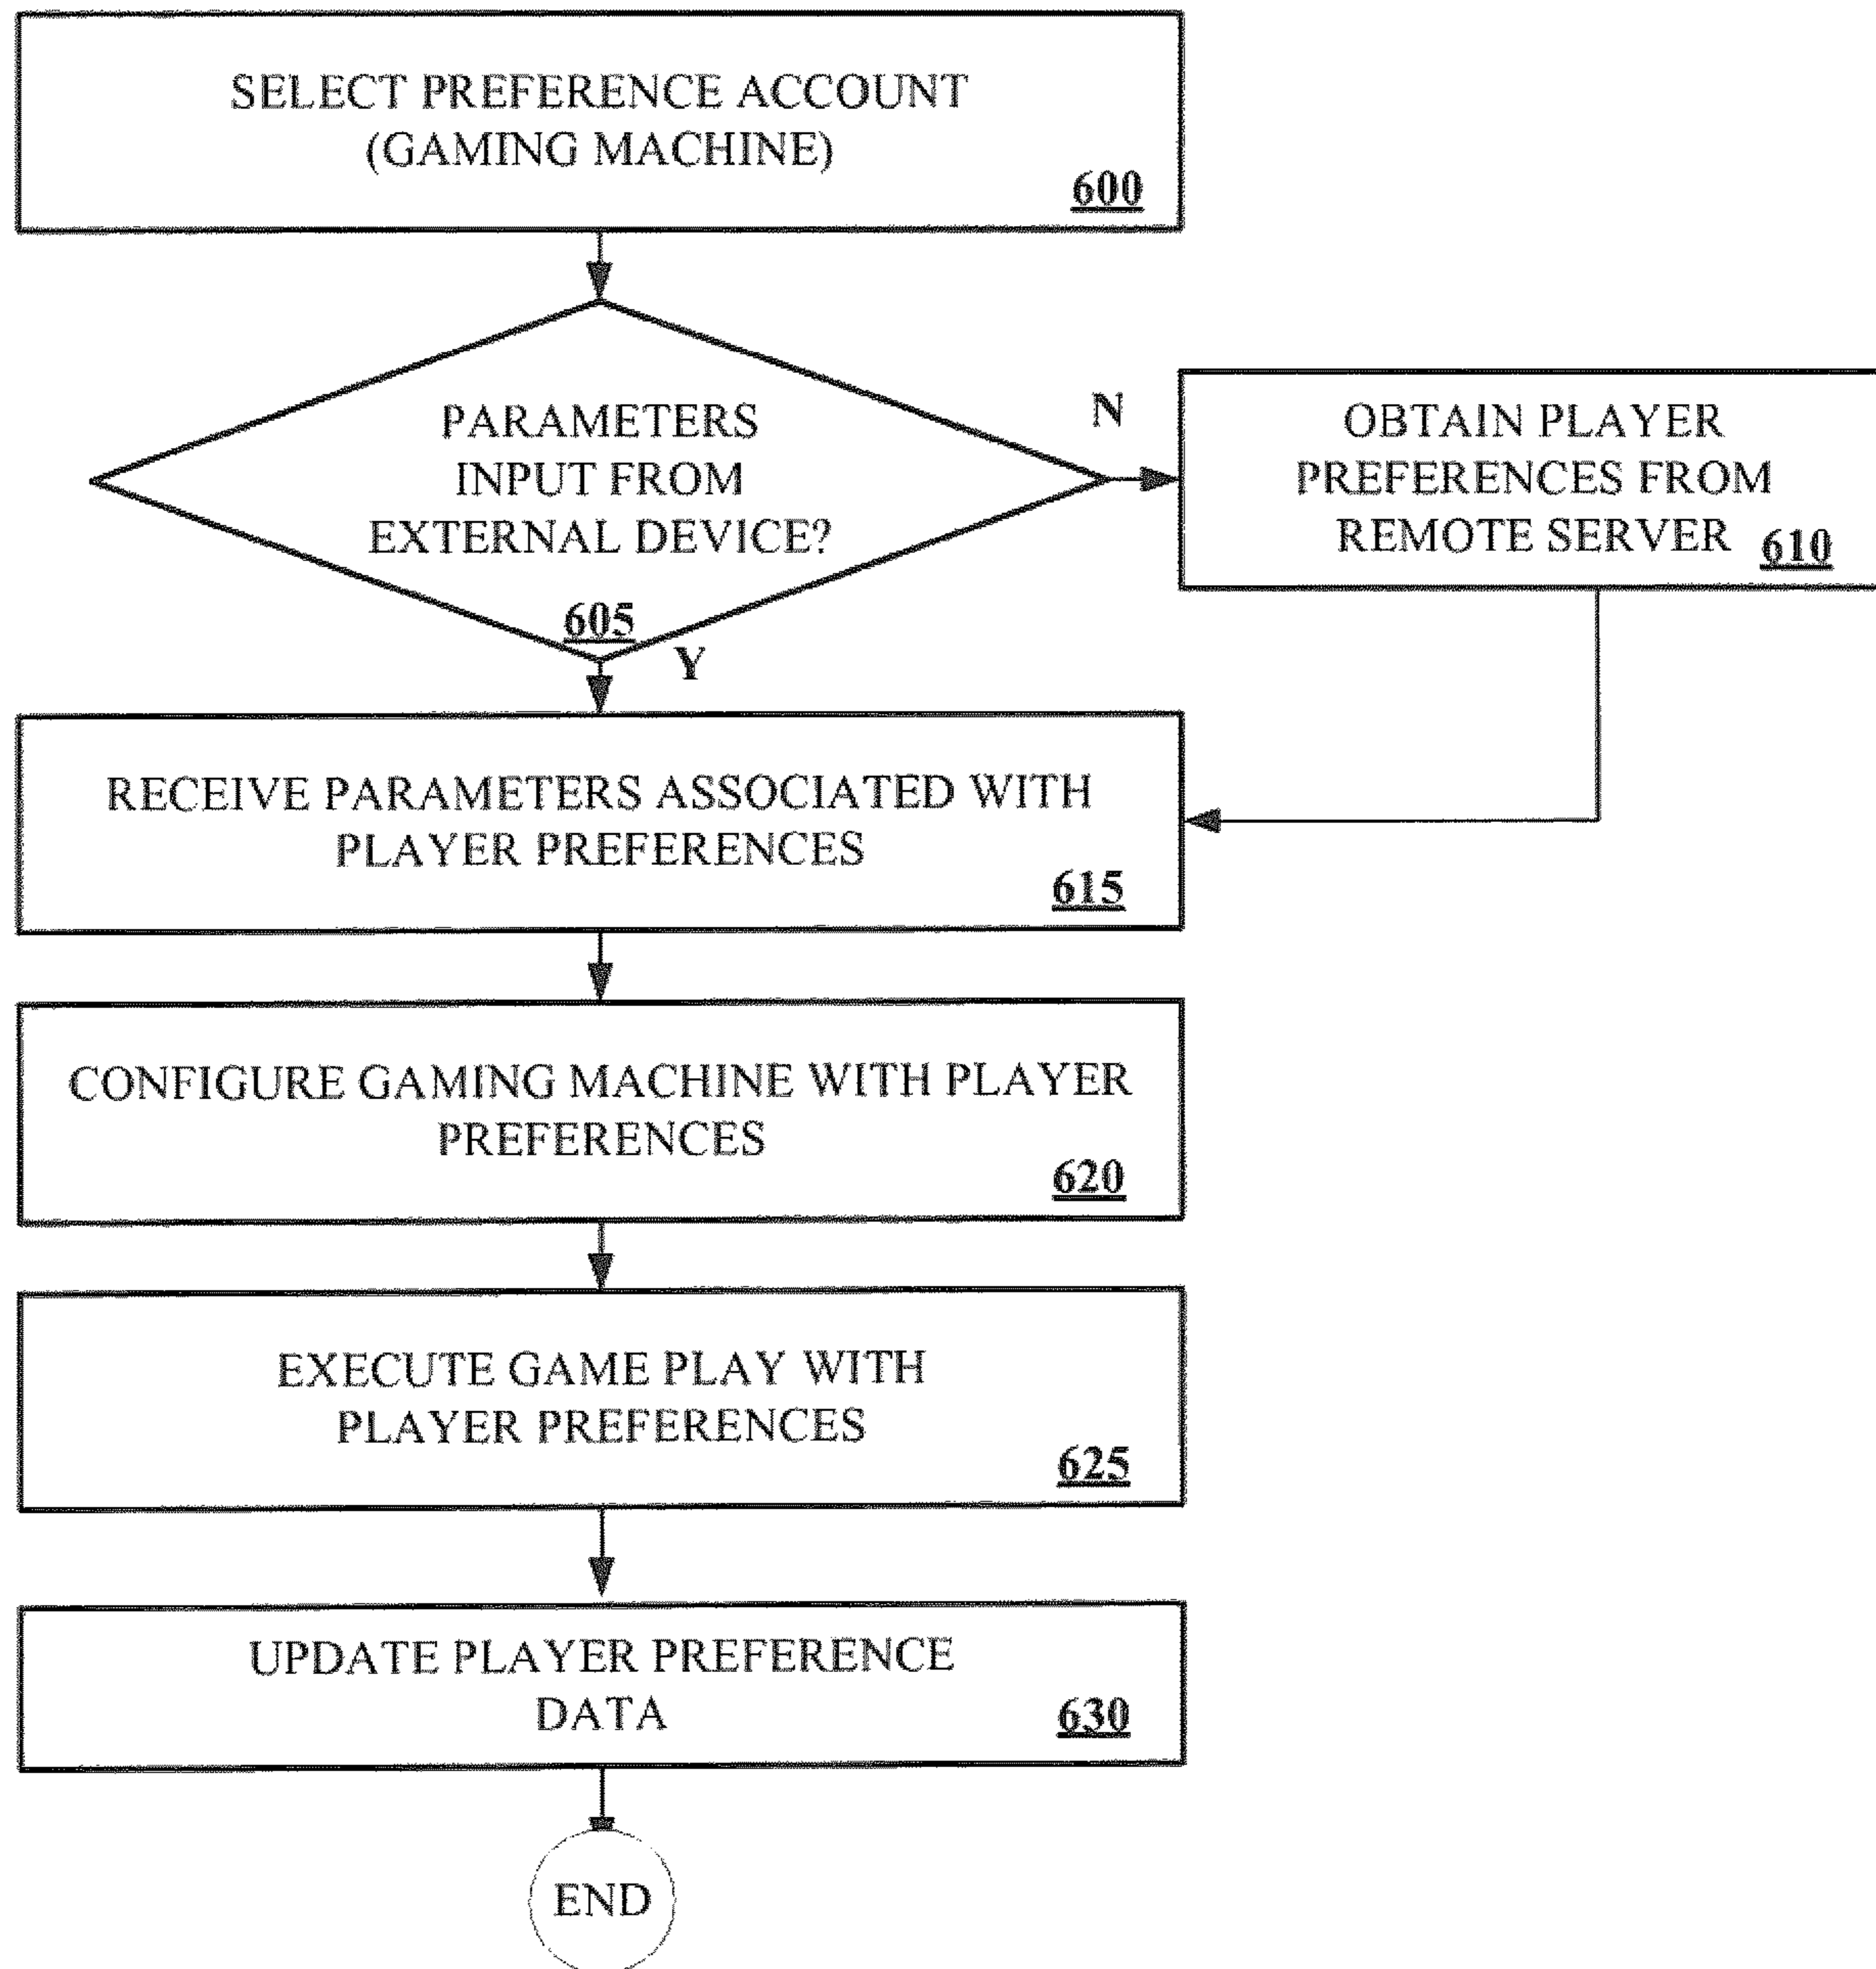 SELECT PREFERENCE ACCOUNT
(GAMING MACHINE)
600
PARAMETERS
INPUT FROM
EXTERNAL DEVICE?
605
N
OBTAIN PLAYER
PREFERENCES FROM
REMOTE SERVER
610
Y
RECEIVE PARAMETERS ASSOCIATED WITH
PLAYER PREFERENCES
615
CONFIGURE GAMING MACHINE WITH PLAYER
PREFERENCES
620
EXECUTE GAME PLAY WITH
PLAYER PREFERENCES
625
UPDATE PLAYER PREFERENCE
DATA
630
END